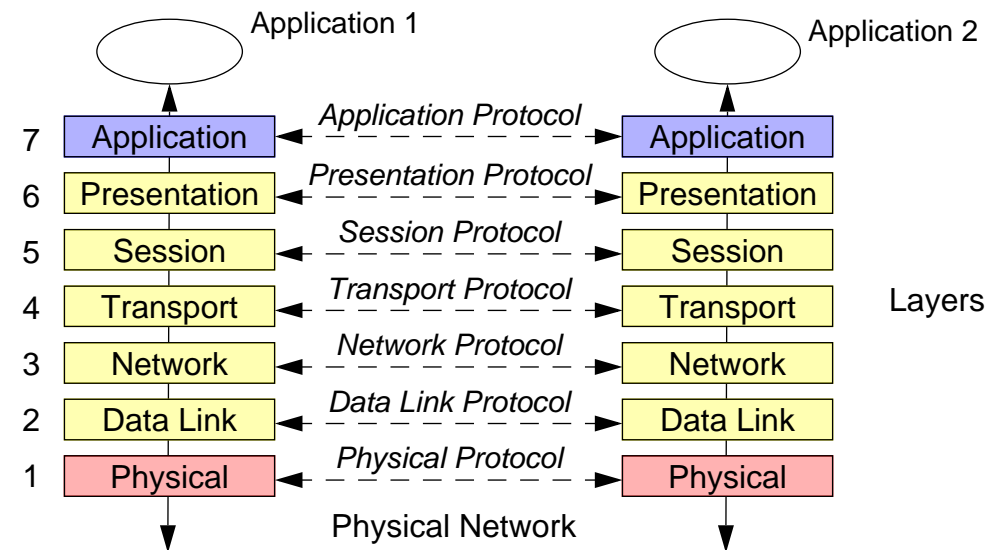 Application 1
Application 2
7 Application Application Protocol Application
6 Presentation Presentation Protocol Presentation
5 Session Session Protocol Session
4 Transport Transport Protocol Transport
Layers
3 Network Network Protocol Network
2 Data Link Data Link Protocol Data Link
1 Physical Physical Protocol Physical
Physical Network